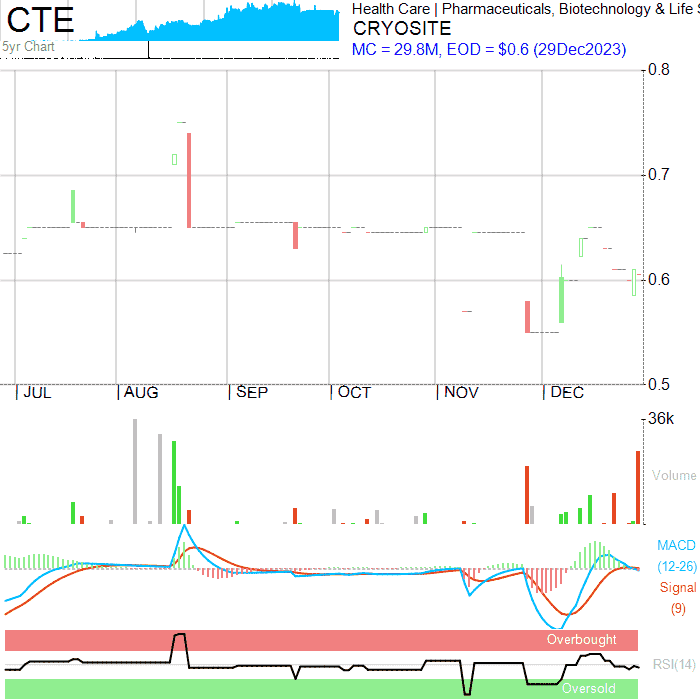 CTE
5yr Chart
Health Care | Pharmaceuticals, Biotechnology & Life S
CRYOSITE
MC = 29.8M, EOD = $0.6 (29Dec2023)
0.8
0.7
0.6
0.5
JUL AUG SEP OCT NOV DEC
36k
Volume
MACD
(12-26)
Signal
(9)
Overbought
RSI(14)
Oversold